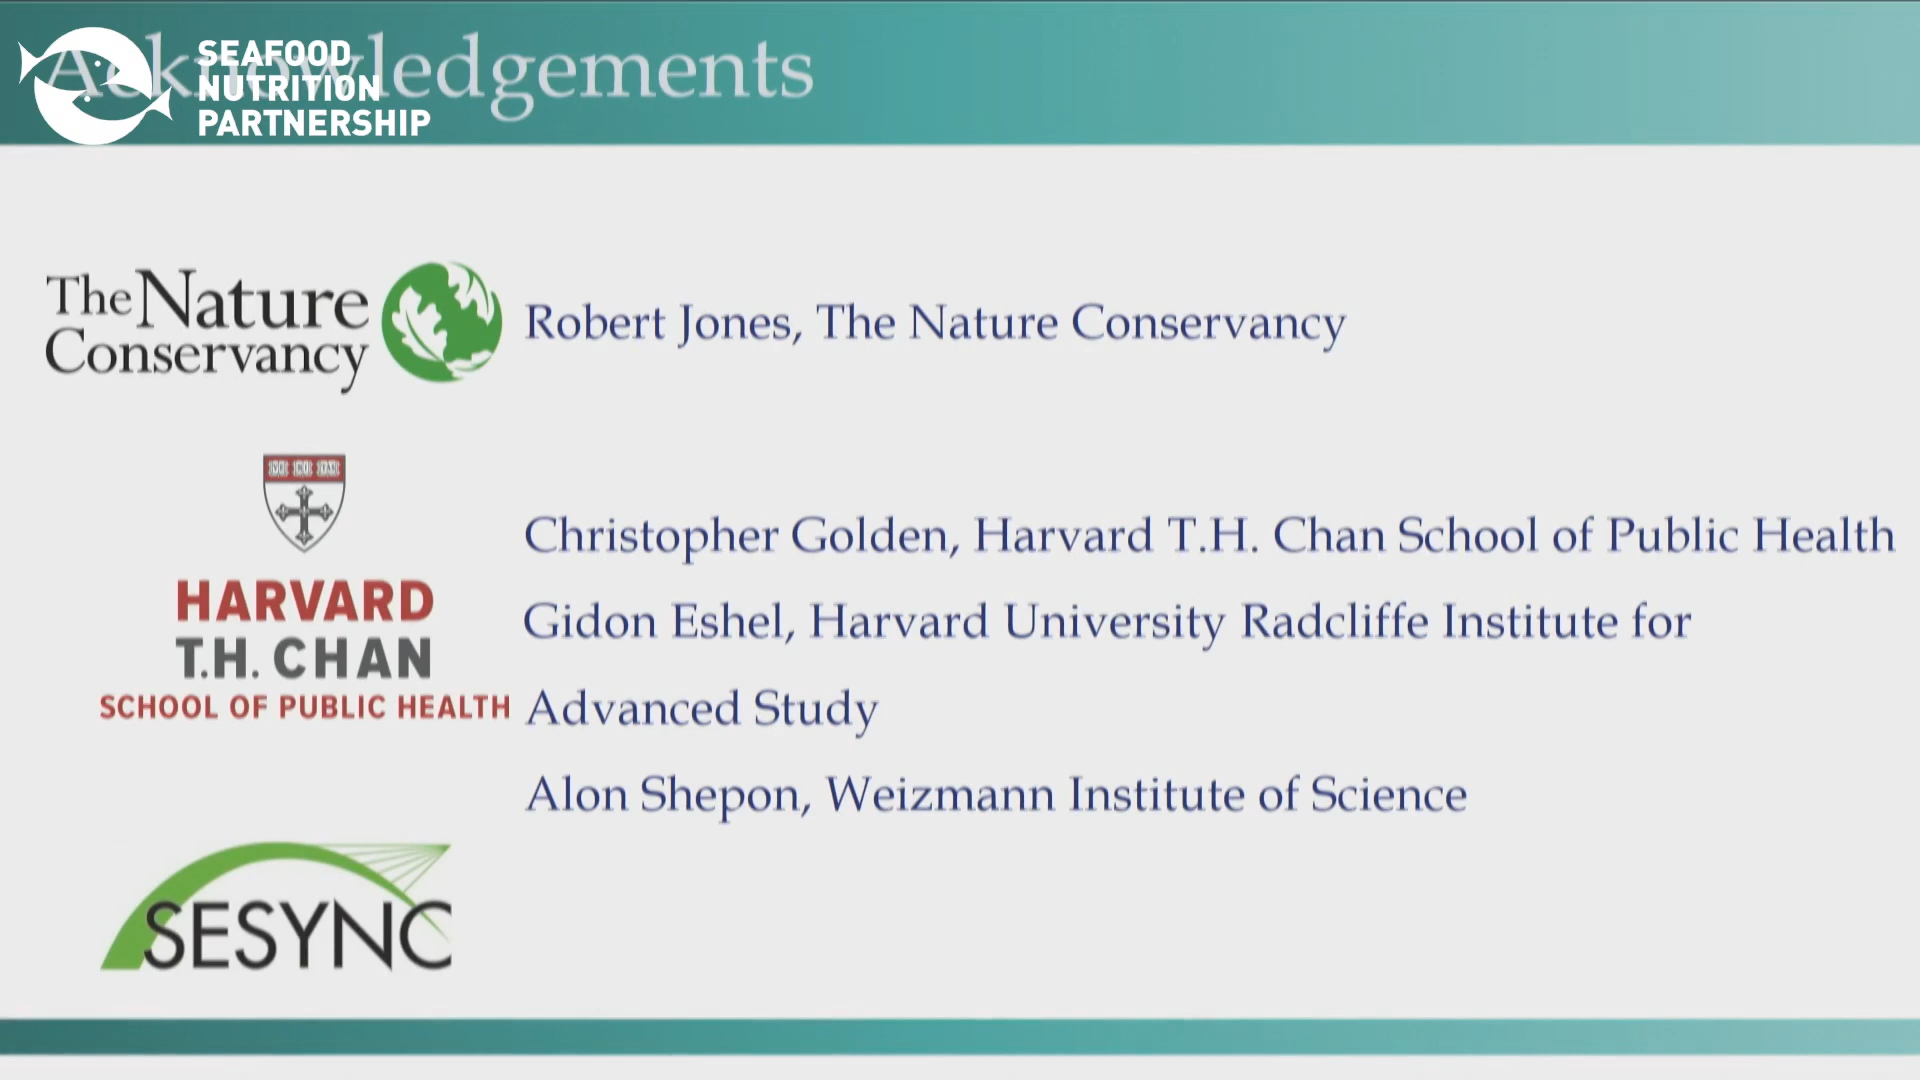 Acknowledgements
SEAFOOD
NUTRITION
PARTNERSHIP
The Nature
Conservancy
Robert Jones, The Nature Conservancy
HARVARD
T.H. CHAN
SCHOOL OF PUBLIC HEALTH
Christopher Golden, Harvard T.H. Chan School of Public Health
Gidon Eshel, Harvard University Radcliffe Institute for
Advanced Study
Alon Shepon, Weizmann Institute of Science
SESYNC